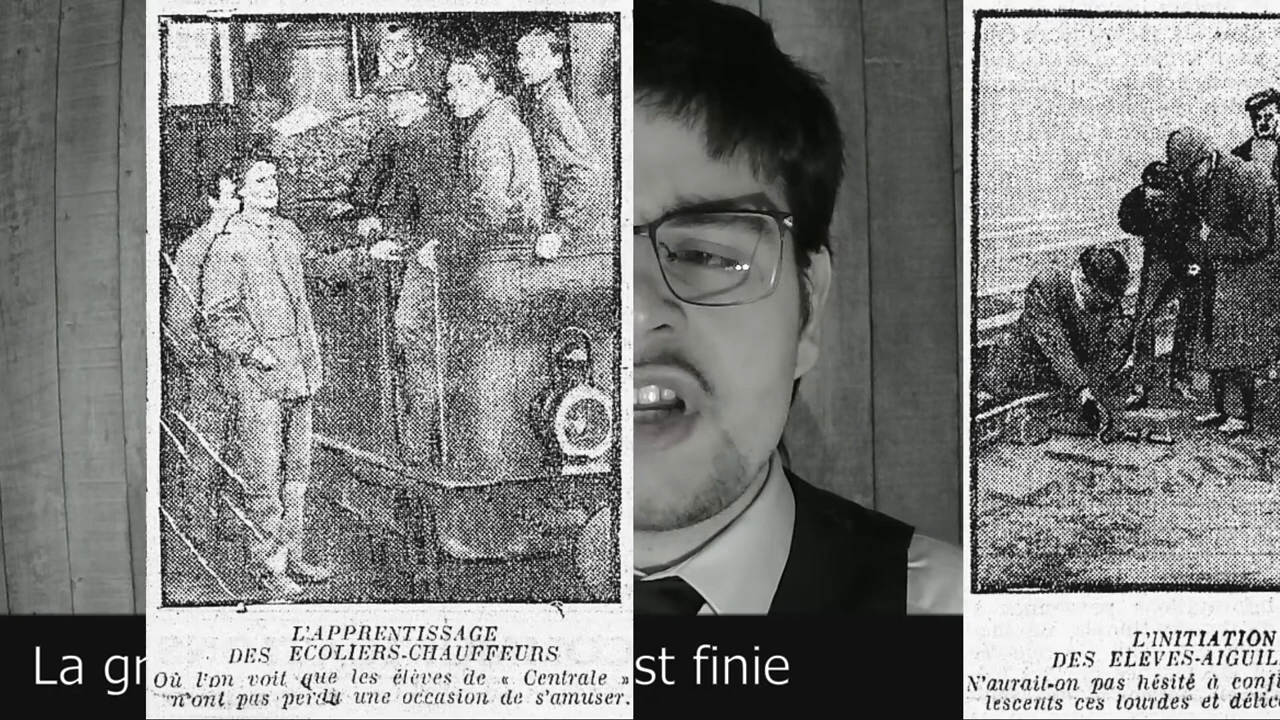 L'APPRENTISSAGE
DES ECOLIERS-CHAUFFEURS
Où l'on voit que les élèves de « Centrale »
n'ont pas perdu une occasion de s'amuser.
La gr
st finie
L'INITIATION
DES ELEVES-AIGUIL
N'aurait-on pas hésité à confi
lescents ces lourdes et délic